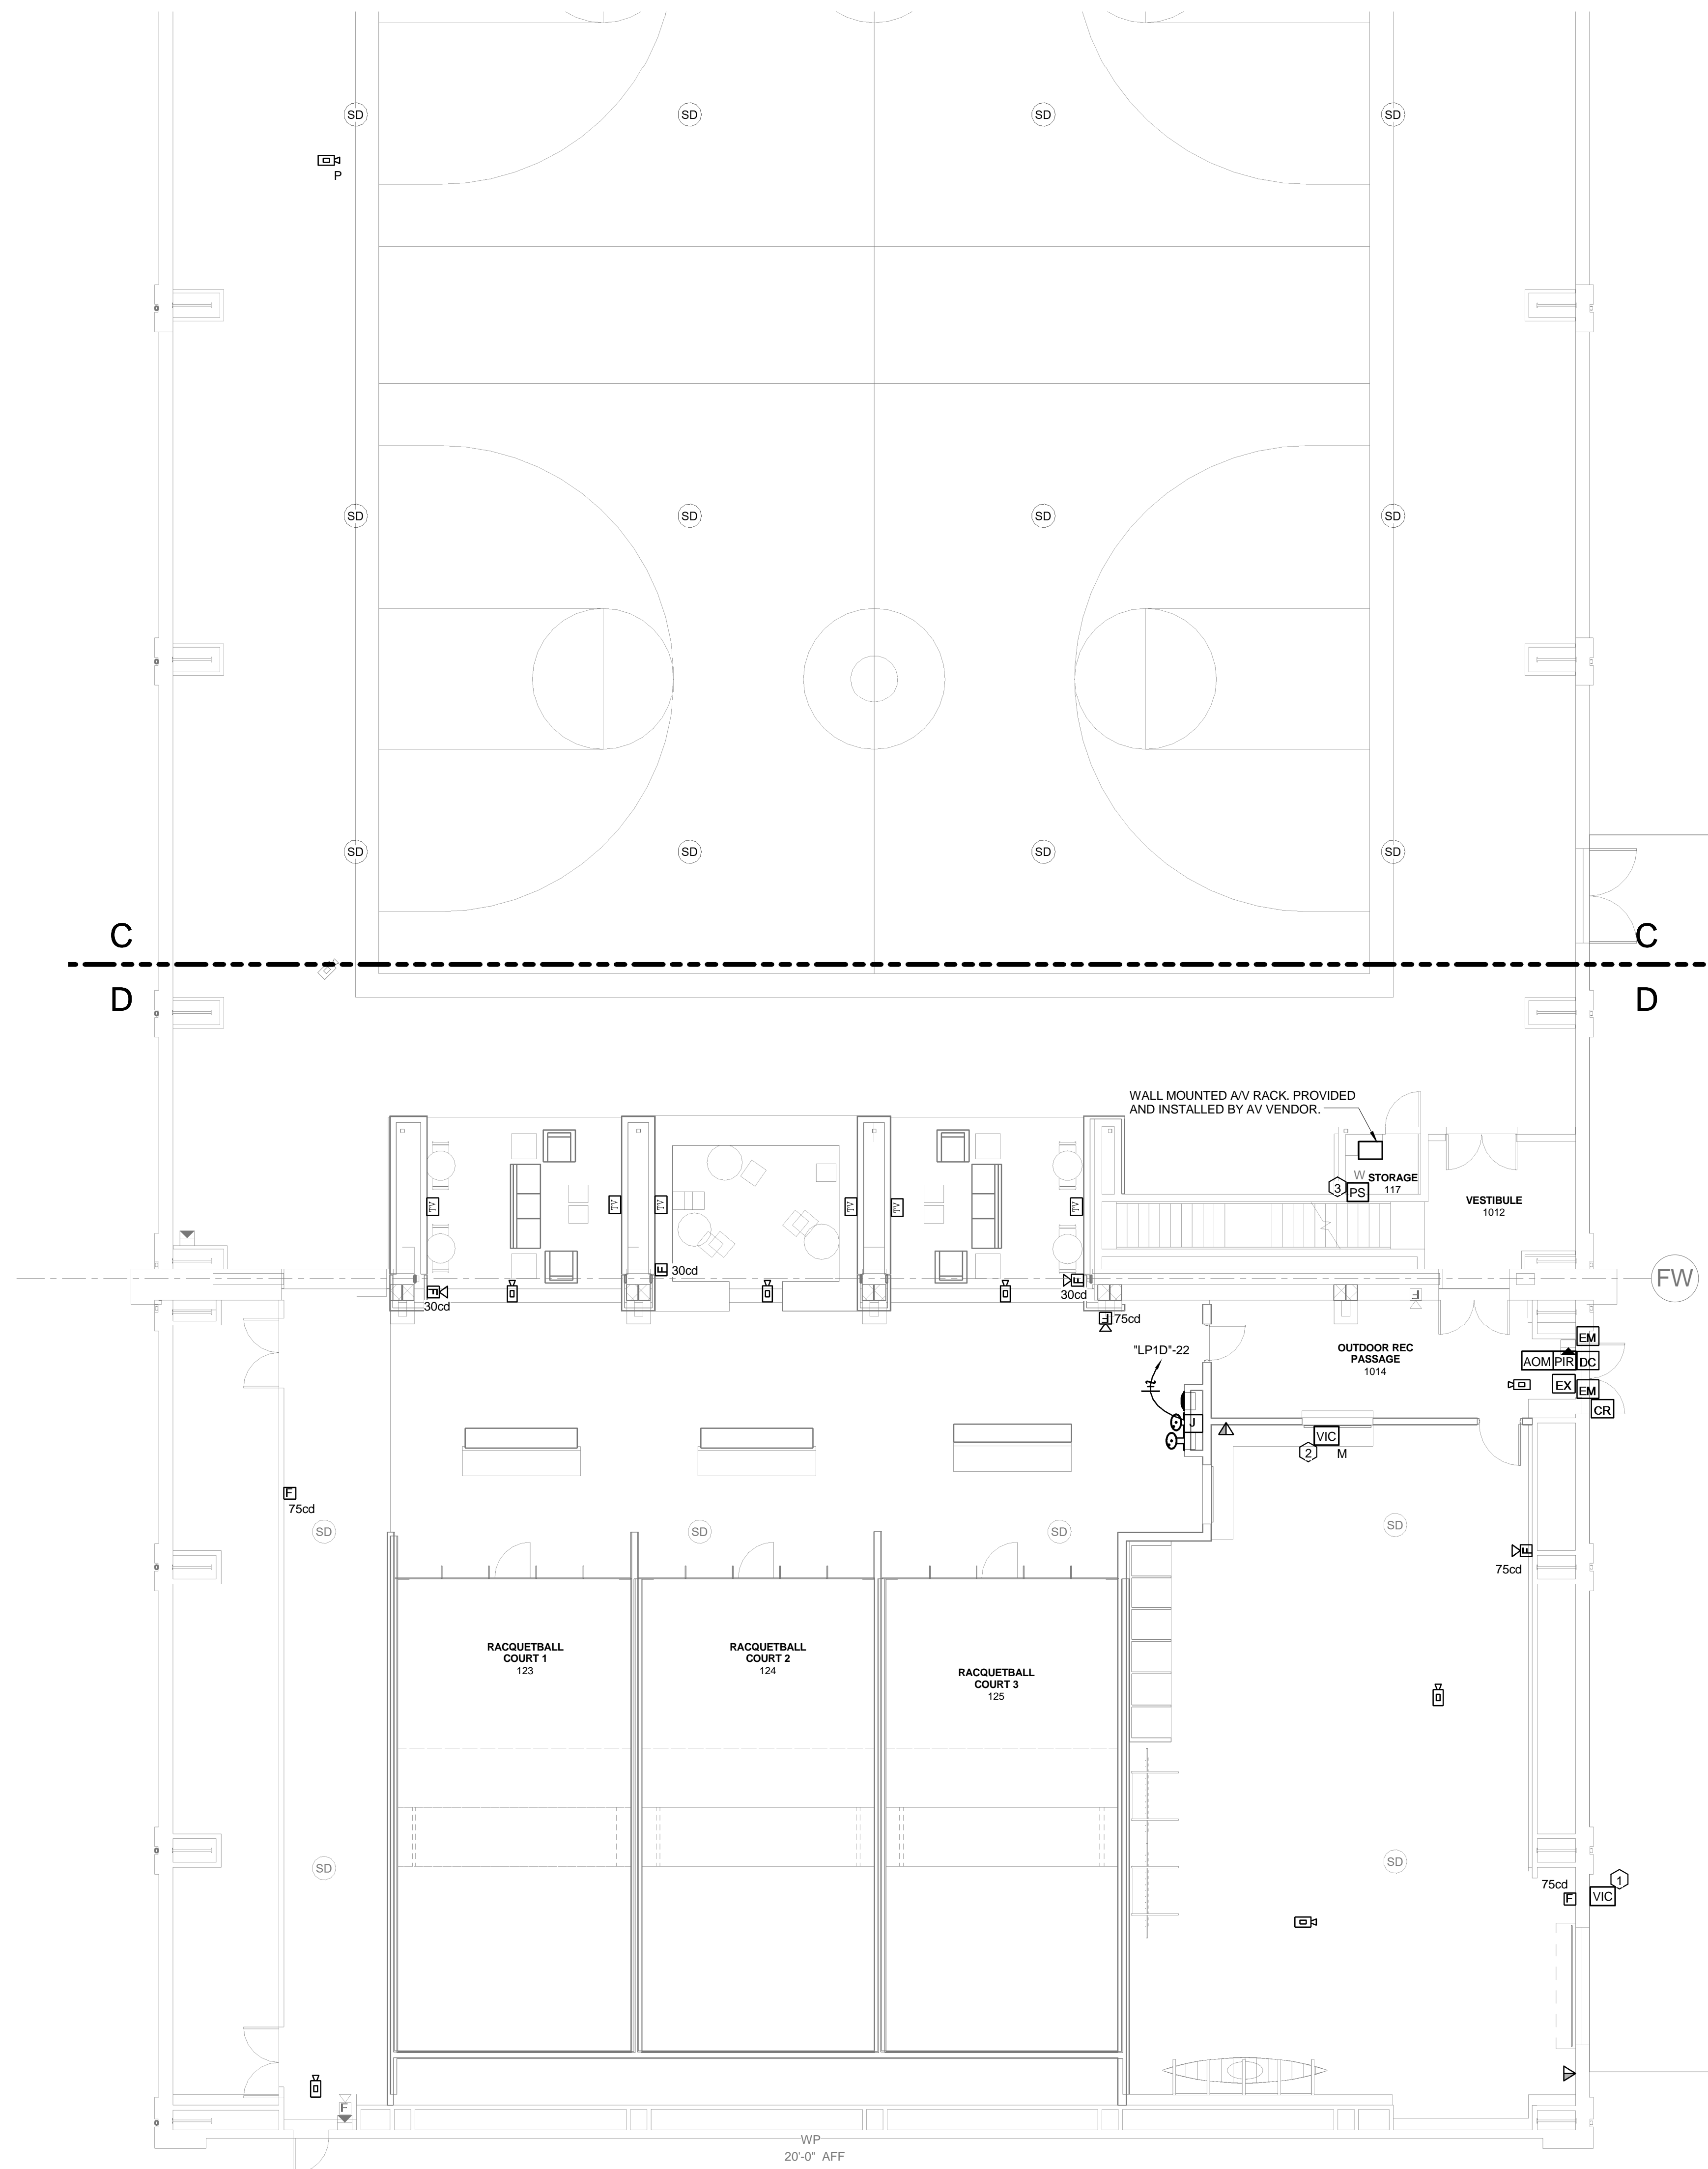 SD
SD
SD
SD
P
SD
SD
SD
SD
SD
SD
SD
SD
C
C
D
D
WALL MOUNTED A/V RACK. PROVIDED
AND INSTALLED BY AV VENDOR.
W
STORAGE
117
3
PS
VESTIBULE
1012
TV
TV
TV
TV
TV
TV
F
30cd
F
30cd
F
30cd
F
75cd
F
FW
"LP1D"-22
OUTDOOR REC
PASSAGE
1014
EM
AOM
PIR
DC
EX
EM
CR
J
VIC
2
M
F
75cd
SD
SD
SD
SD
F
75cd
RACQUETBALL
COURT 1
123
RACQUETBALL
COURT 2
124
RACQUETBALL
COURT 3
125
SD
SD
75cd
F
VIC
1
F
WP
20'-0" AFF